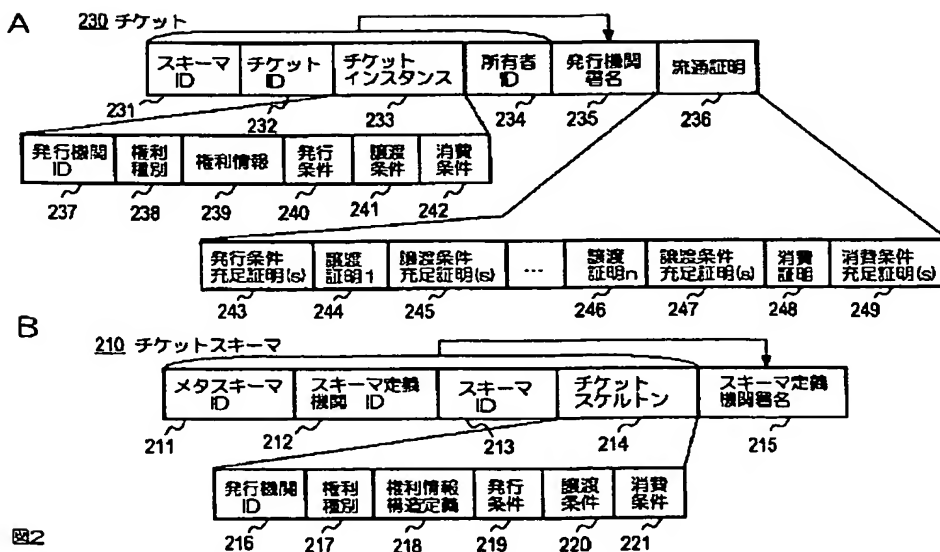 A
230 チケット
スキーマ
ID
チケット
ID
チケット
インスタンス
所有者
ID
発行機関
署名
流通証明
231
232
233
234
235
236
発行機関
ID
権利
種別
権利情報
発行
条件
譲渡
条件
消費
条件
237
238
239
240
241
242
発行条件
充足証明(s)
譲渡
証明1
譲渡条件
充足証明(s)
...
譲渡
証明n
譲渡条件
充足証明(s)
消費
証明
消費条件
充足証明(s)
243
244
245
246
247
248
249
B
210 チケットスキーマ
メタスキーマ
ID
スキーマ定義
機関 ID
スキーマ
ID
チケット
スケルトン
スキーマ定義
機関署名
211
212
213
214
215
発行機関
ID
権利
種別
権利情報
構造定義
発行
条件
譲渡
条件
消費
条件
216
217
218
219
220
221
図2